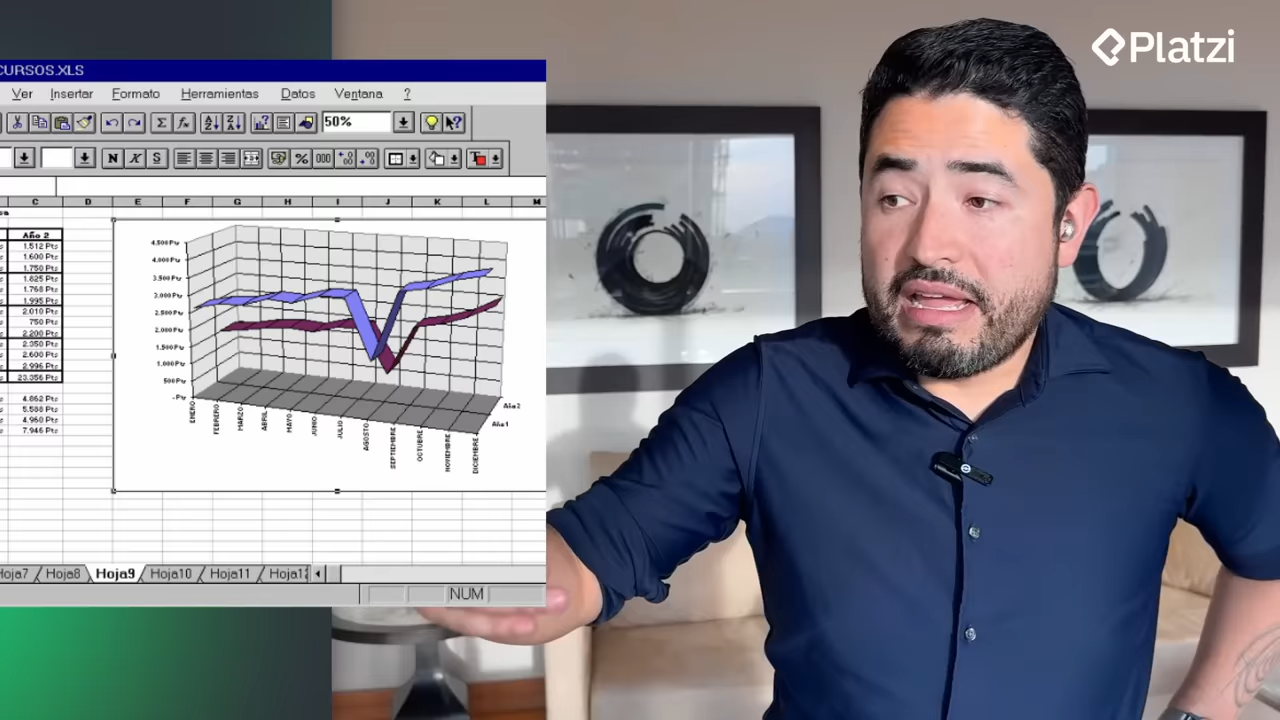 Platzi
CURSOS.XLS
Ver Insertar Formato Herramientas Datos Ventana ?
50%
N X S
% 000
C D E F G H I J K L M
Año 2
1.512 Pts
1.600 Pts
1.750 Pts
1.825 Pts
1.768 Pts
1.995 Pts
2.010 Pts
750 Pts
2.200 Pts
2.350 Pts
2.600 Pts
2.996 Pts
23.356 Pts
4.862 Pts
5.588 Pts
4.960 Pts
7.946 Pts
4.500 Pts
4.000 Pts
3.500 Pts
3.000 Pts
2.500 Pts
2.000 Pts
1.500 Pts
1.000 Pts
500 Pts
- Pts
ENERO
FEBRERO
MARZO
ABRIL
MAYO
JUNIO
JULIO
AGOSTO
SEPTIEMBRE
OCTUBRE
NOVIEMBRE
DICIEMBRE
Año 2
Año 1
Hoja7 Hoja8 Hoja9 Hoja10 Hoja11 Hoja12
NUM